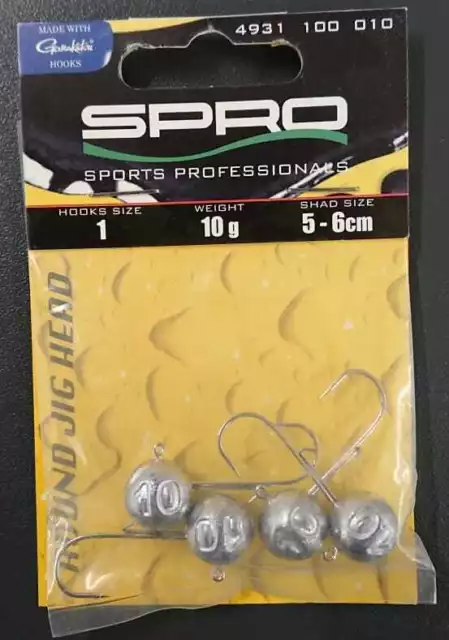 MADE WITH
Gamakatsu
HOOKS
4931 100 010
SPRO
SPORTS PROFESSIONALS
HOOKS SIZE
1
WEIGHT
10 g
SHAD SIZE
5 - 6cm
ROUND JIG HEAD
10
10